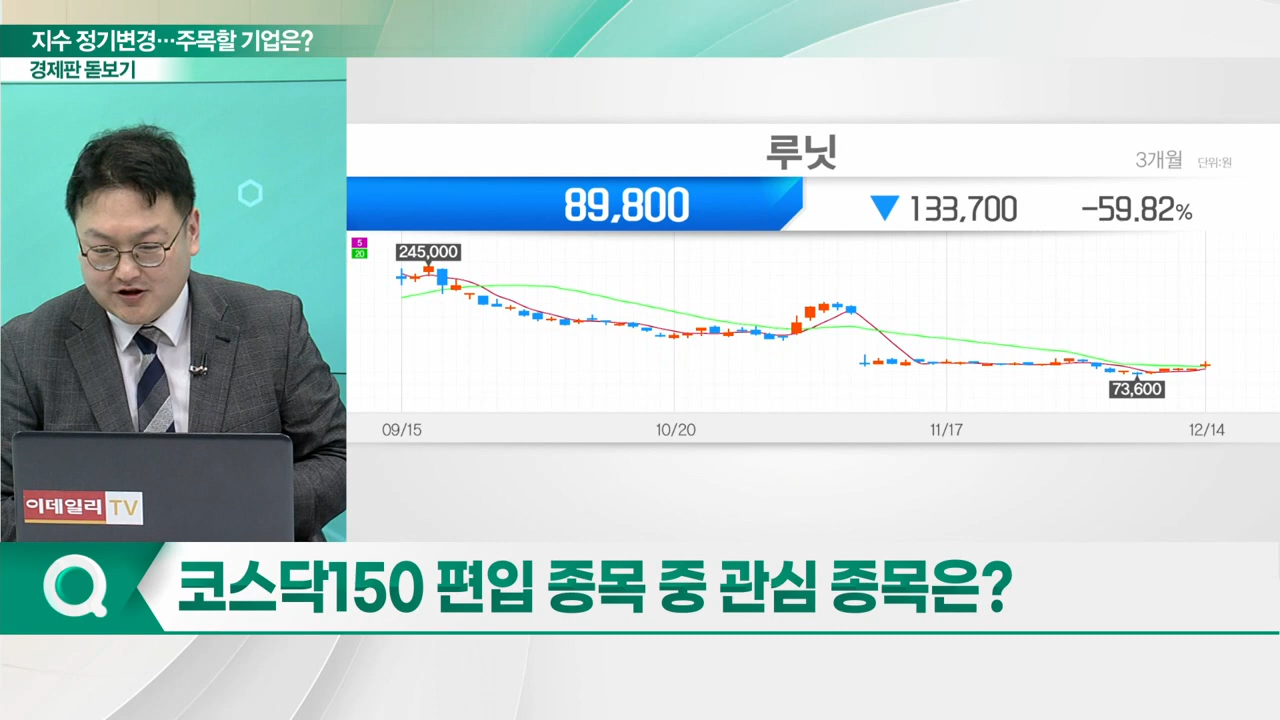 지수 정기변경…주목할 기업은?
경제판 돋보기
루닛
3개월 단위:원
89,800 ▼133,700 -59.82%
5
20
245,000
73,600
09/15 10/20 11/17 12/14
이데일리 TV
코스닥150 편입 종목 중 관심 종목은?